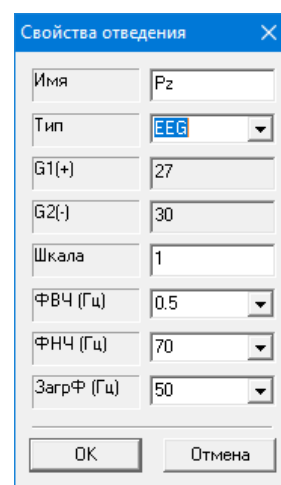 Свойства отведения
Имя Pz
Тип EEG
G1(+) 27
G2(-) 30
Шкала 1
ФВЧ (Гц) 0.5
ФНЧ (Гц) 70
ЗагрФ (Гц) 50
OK Отмена